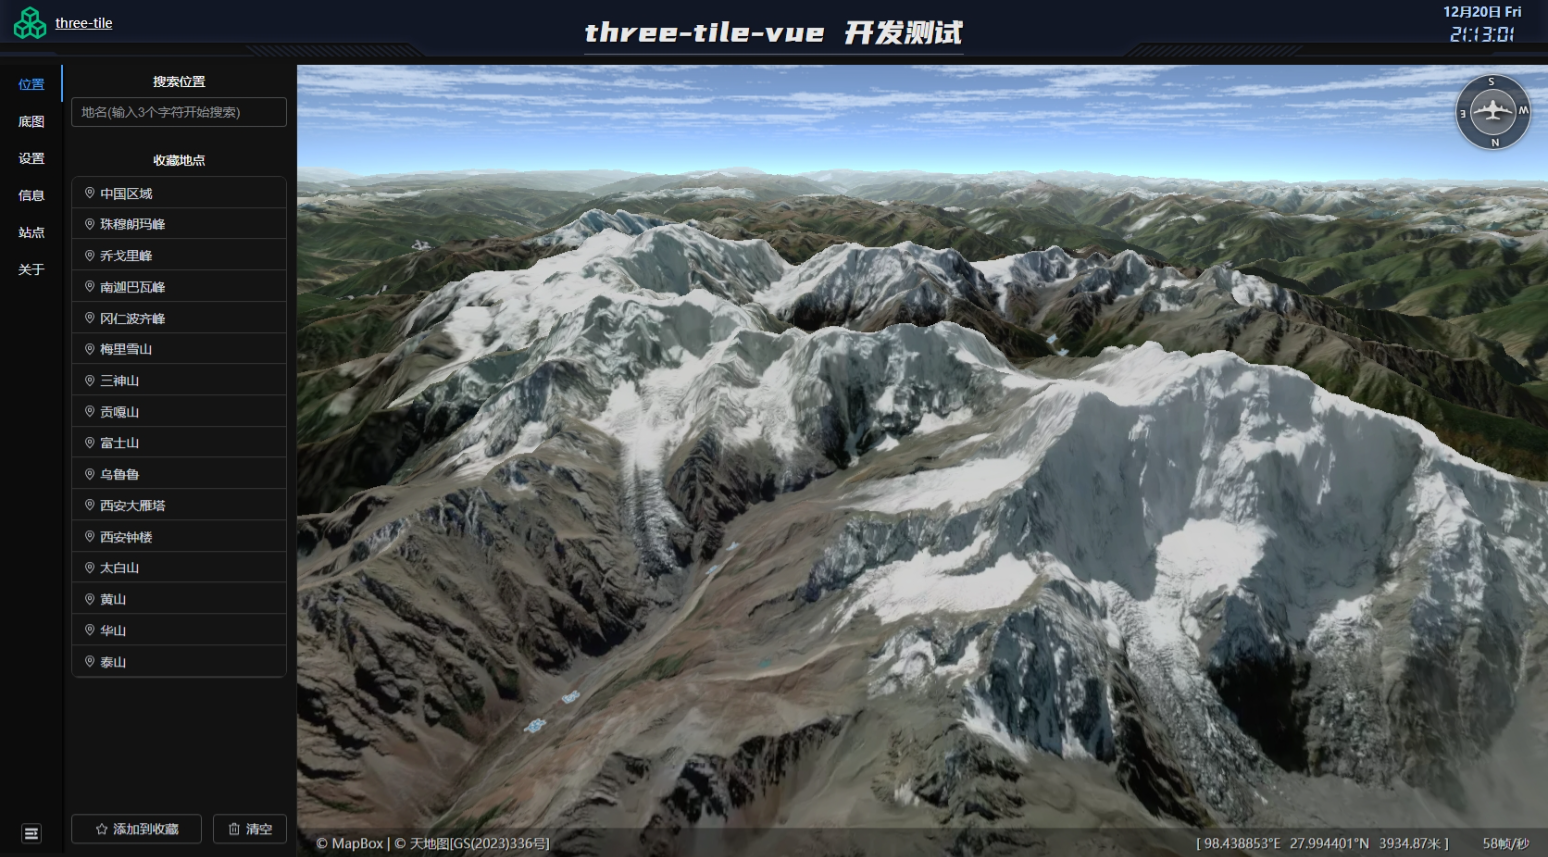 three-tile
three-tile-vue 开发测试
12月20日 Fri
21:13:01
位置
底图
设置
信息
站点
关于
搜索位置
地名(输入3个字符开始搜索)
收藏地点
中国区域
珠穆朗玛峰
乔戈里峰
南迦巴瓦峰
冈仁波齐峰
梅里雪山
三神山
贡嘎山
富士山
乌鲁鲁
西安大雁塔
西安钟楼
太白山
黄山
华山
泰山
添加到收藏
清空
S
E
W
N
© MapBox | © 天地图[GS(2023)336号]
[ 98.438853°E 27.994401°N 3934.87米 ]
58帧/秒